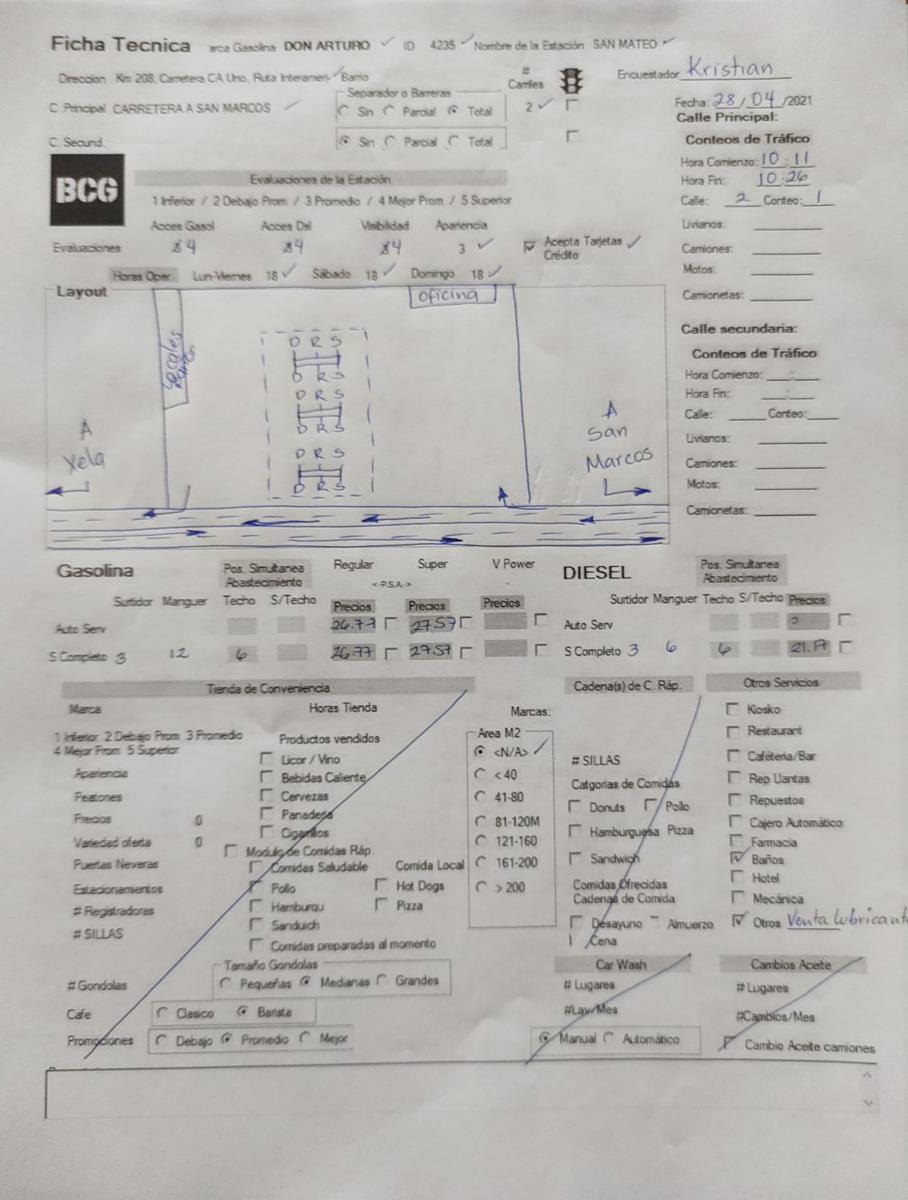 Ficha Tecnica arca Gasolina DON ARTURO ✓ ID 4235 ✓ Nombre de la Estación SAN MATEO ✓
Direccion Km 208, Carretera CA Uno, Ruta Interameri- ✓ Barrio # Carriles Encuestador Kristian
Separador o Barreras
C. Principal CARRETERA A SAN MARCOS ✓ Sin Parcial Total 2 ✓ Fecha: 28/04/2021
C. Secund. Sin Parcial Total
Calle Principal:
Conteos de Tráfico
Hora Comienzo: 10:11
Hora Fin: 10:26
Calle: 2 Conteo: 1
Livianos:
Camiones:
Motos:
Camionetas:
Calle secundaria:
Conteos de Tráfico
Hora Comienzo: __:__
Hora Fin: __:__
Calle: Conteo:
Livianos:
Camiones:
Motos:
Camionetas:
BCG
Evaluaciones de la Estación
1 Inferior / 2 Debajo Prom / 3 Promedio / 4 Mejor Prom / 5 Superior
Acces Gasol Acces Dsl Visibilidad Apariencia
Evaluaciones 4 4 4 3 ✓ Acepta Tarjetas ✓
Crédito
Horas Oper. Lun-Viernes 18 ✓ Sábado 18 ✓ Domingo 18 ✓
Layout
Oficina
Locales
D R S
D R S
D R S
D R S
D R S
D R S
A
Xela
A
San
Marcos
Gasolina Pos. Simultanea Abastecimiento Regular Super V Power
<-P.S.A.->
Surtidor Manguer Techo S/Techo Precios Precios Precios
Auto Serv 26.77 27.57
S Completo 3 12 6 26.77 27.57
DIESEL Pos. Simultanea Abastecimiento
Surtidor Manguer Techo S/Techo Precios
Auto Serv
S Completo 3 6 6 21.17
Tienda de Conveniencia
Marca Horas Tienda
1 Inferior 2 Debajo Prom 3 Promedio
4 Mejor Prom 5 Superior
Apariencia
Peatones
Precios 0
Variedad oferta 0
Puertas Neveras
Estacionamientos
# Registradoras
# SILLAS
# Gondolas
Productos vendidos
Licor / Vino
Bebidas Caliente
Cervezas
Panaderia
Cigarrillos
Modulo de Comidas Ráp.
Comidas Saludable Comida Local
Pollo Hot Dogs
Hamburqu Pizza
Sanduich
Comidas preparadas al momento
Tamaño Gondolas
Pequeñas Medianas Grandes
Cafe Clasico Barista
Promociones Debajo Promedio Mejor
Marcas:
Area M2
<N/A> ✓
< 40
41-80
81-120M
121-160
161-200
> 200
Cadena(s) de C. Ráp.
# SILLAS
Catgorias de Comidas
Donuts Pollo
Hamburguesa Pizza
Sandwich
Comidas Ofrecidas
Cadenas de Comida
Desayuno Almuerzo
Cena
Car Wash
# Lugares
#Lav/Mes
Manual Automático
Otros Servicios
Kiosko
Restaurant
Cafeteria/Bar
Rep Llantas
Repuestos
Cajero Automático
Farmacia
Baños
Hotel
Mecánica
Otros Venta lubricant
Cambios Aceite
# Lugares
#Cambios/Mes
Cambio Aceite camiones